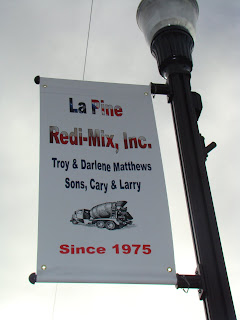 La Pine
Redi-Mix, Inc.
Troy & Darlene Matthews
Sons, Cary & Larry
Since 1975